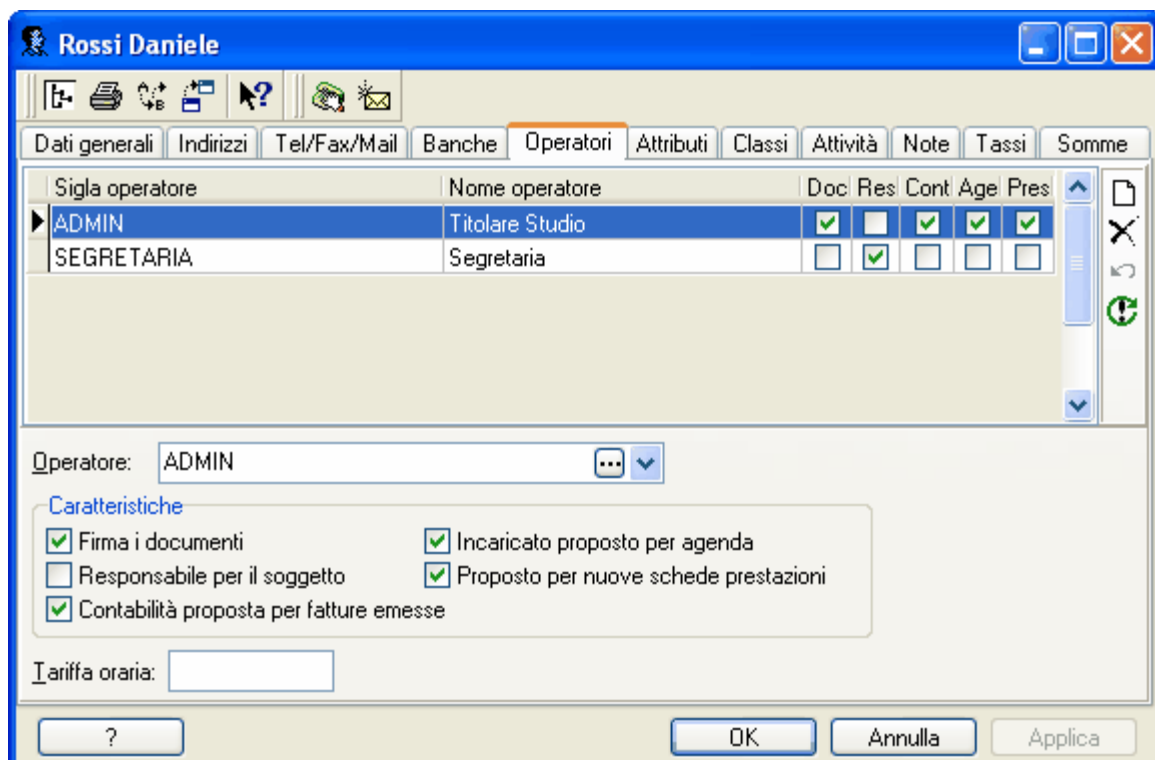 Rossi Daniele
Dati generali Indirizzi Tel/Fax/Mail Banche Operatori Attributi Classi Attività Note Tassi Somme
Sigla operatore Nome operatore Doc Res Cont Age Pres
ADMIN Titolare Studio
SEGRETARIA Segretaria
Operatore: ADMIN
Caratteristiche
Firma i documenti Incaricato proposto per agenda
Responsabile per il soggetto Proposto per nuove schede prestazioni
Contabilità proposta per fatture emesse
Tariffa oraria:
? OK Annulla Applica